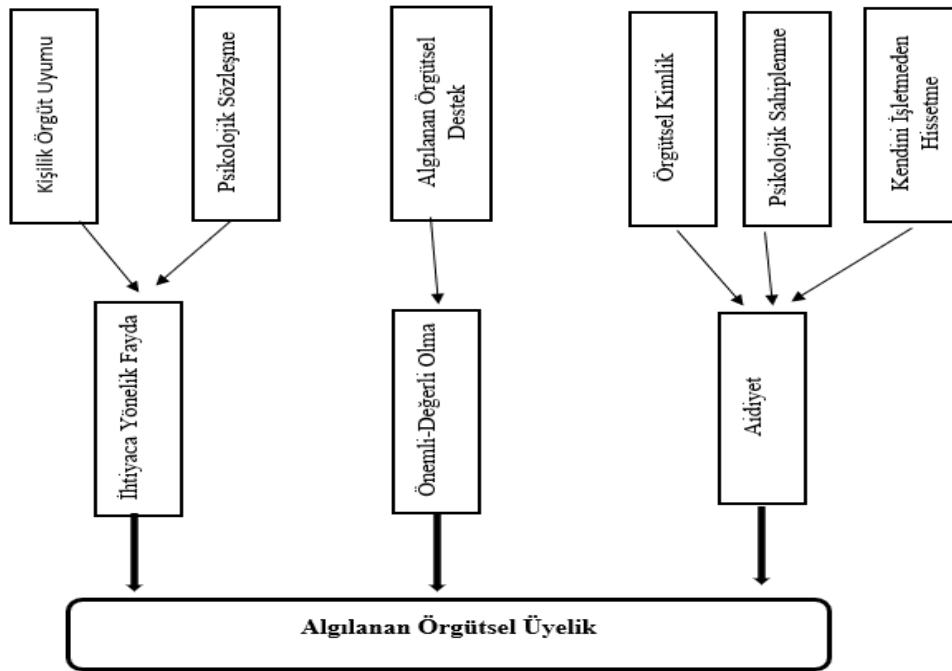 Kişilik Örgüt Uyumu
Psikolojik Sözleşme
Algılanan Örgütsel
Destek
Örgütsel Kimlik
Psikolojik Sahiplenme
Kendini İşletmeden
Hissetme
İhtiyaca Yönelik Fayda
Önemli-Değerli Olma
Aidiyet
Algılanan Örgütsel Üyelik